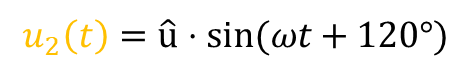 u₂(t) = û · sin(ωt + 120°)